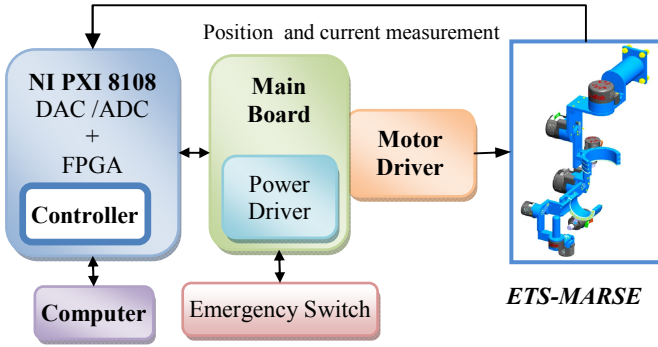 Position and current measurement
NI PXI 8108
DAC /ADC
+
FPGA
Controller
Main
Board
Power
Driver
Motor
Driver
Computer
Emergency Switch
ETS-MARSE